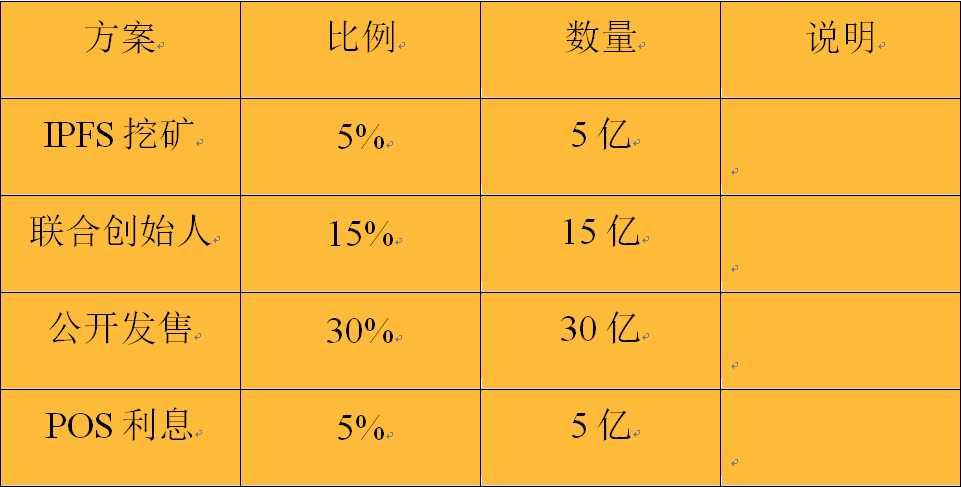 方案 比例 数量 说明
IPFS 挖矿 5% 5 亿
联合创始人 15% 15 亿
公开发售 30% 30 亿
POS 利息 5% 5 亿